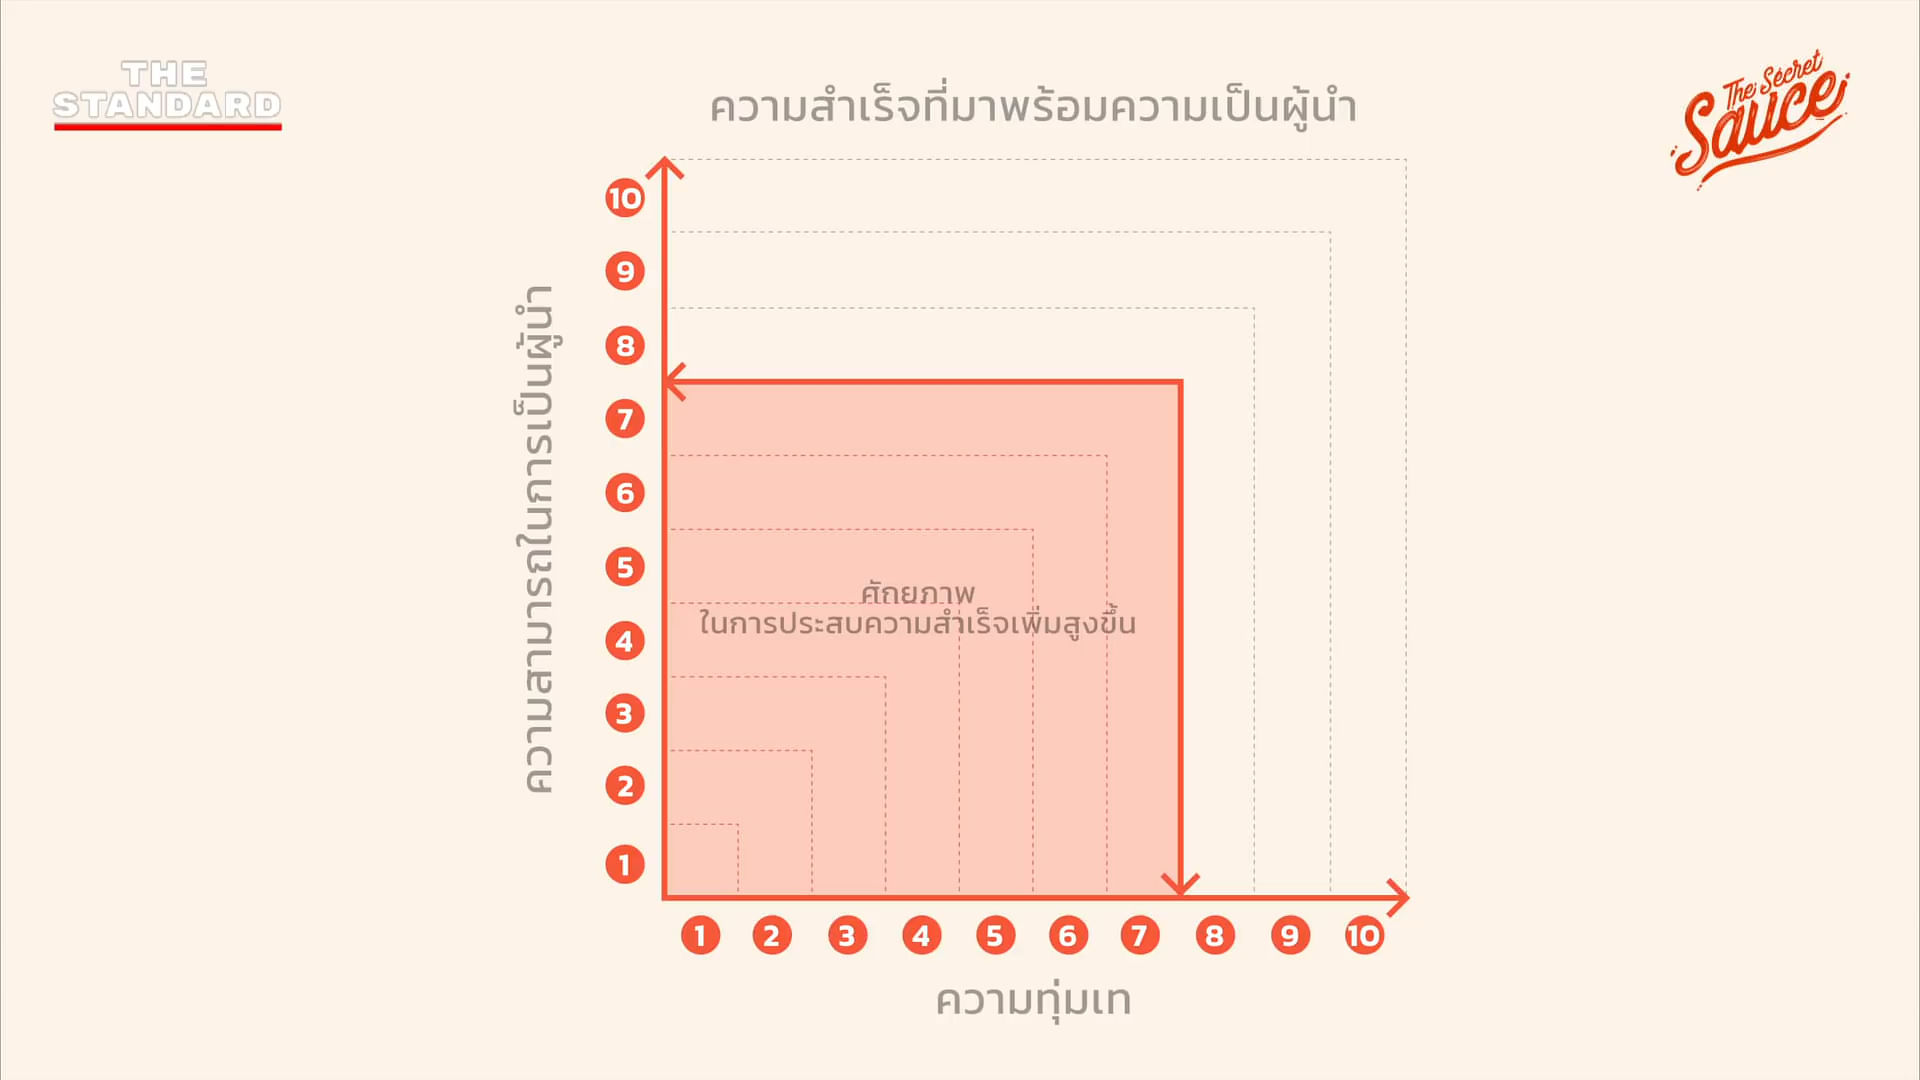 THE
STANDARD
The Secret
Sauce
ความสำเร็จที่มาพร้อมความเป็นผู้นำ
ความสามารถในการเป็นผู้นำ
10
9
8
7
6
5
4
3
2
1
ศักยภาพ
ในการประสบความสำเร็จเพิ่มสูงขึ้น
1 2 3 4 5 6 7 8 9 10
ความทุ่มเท